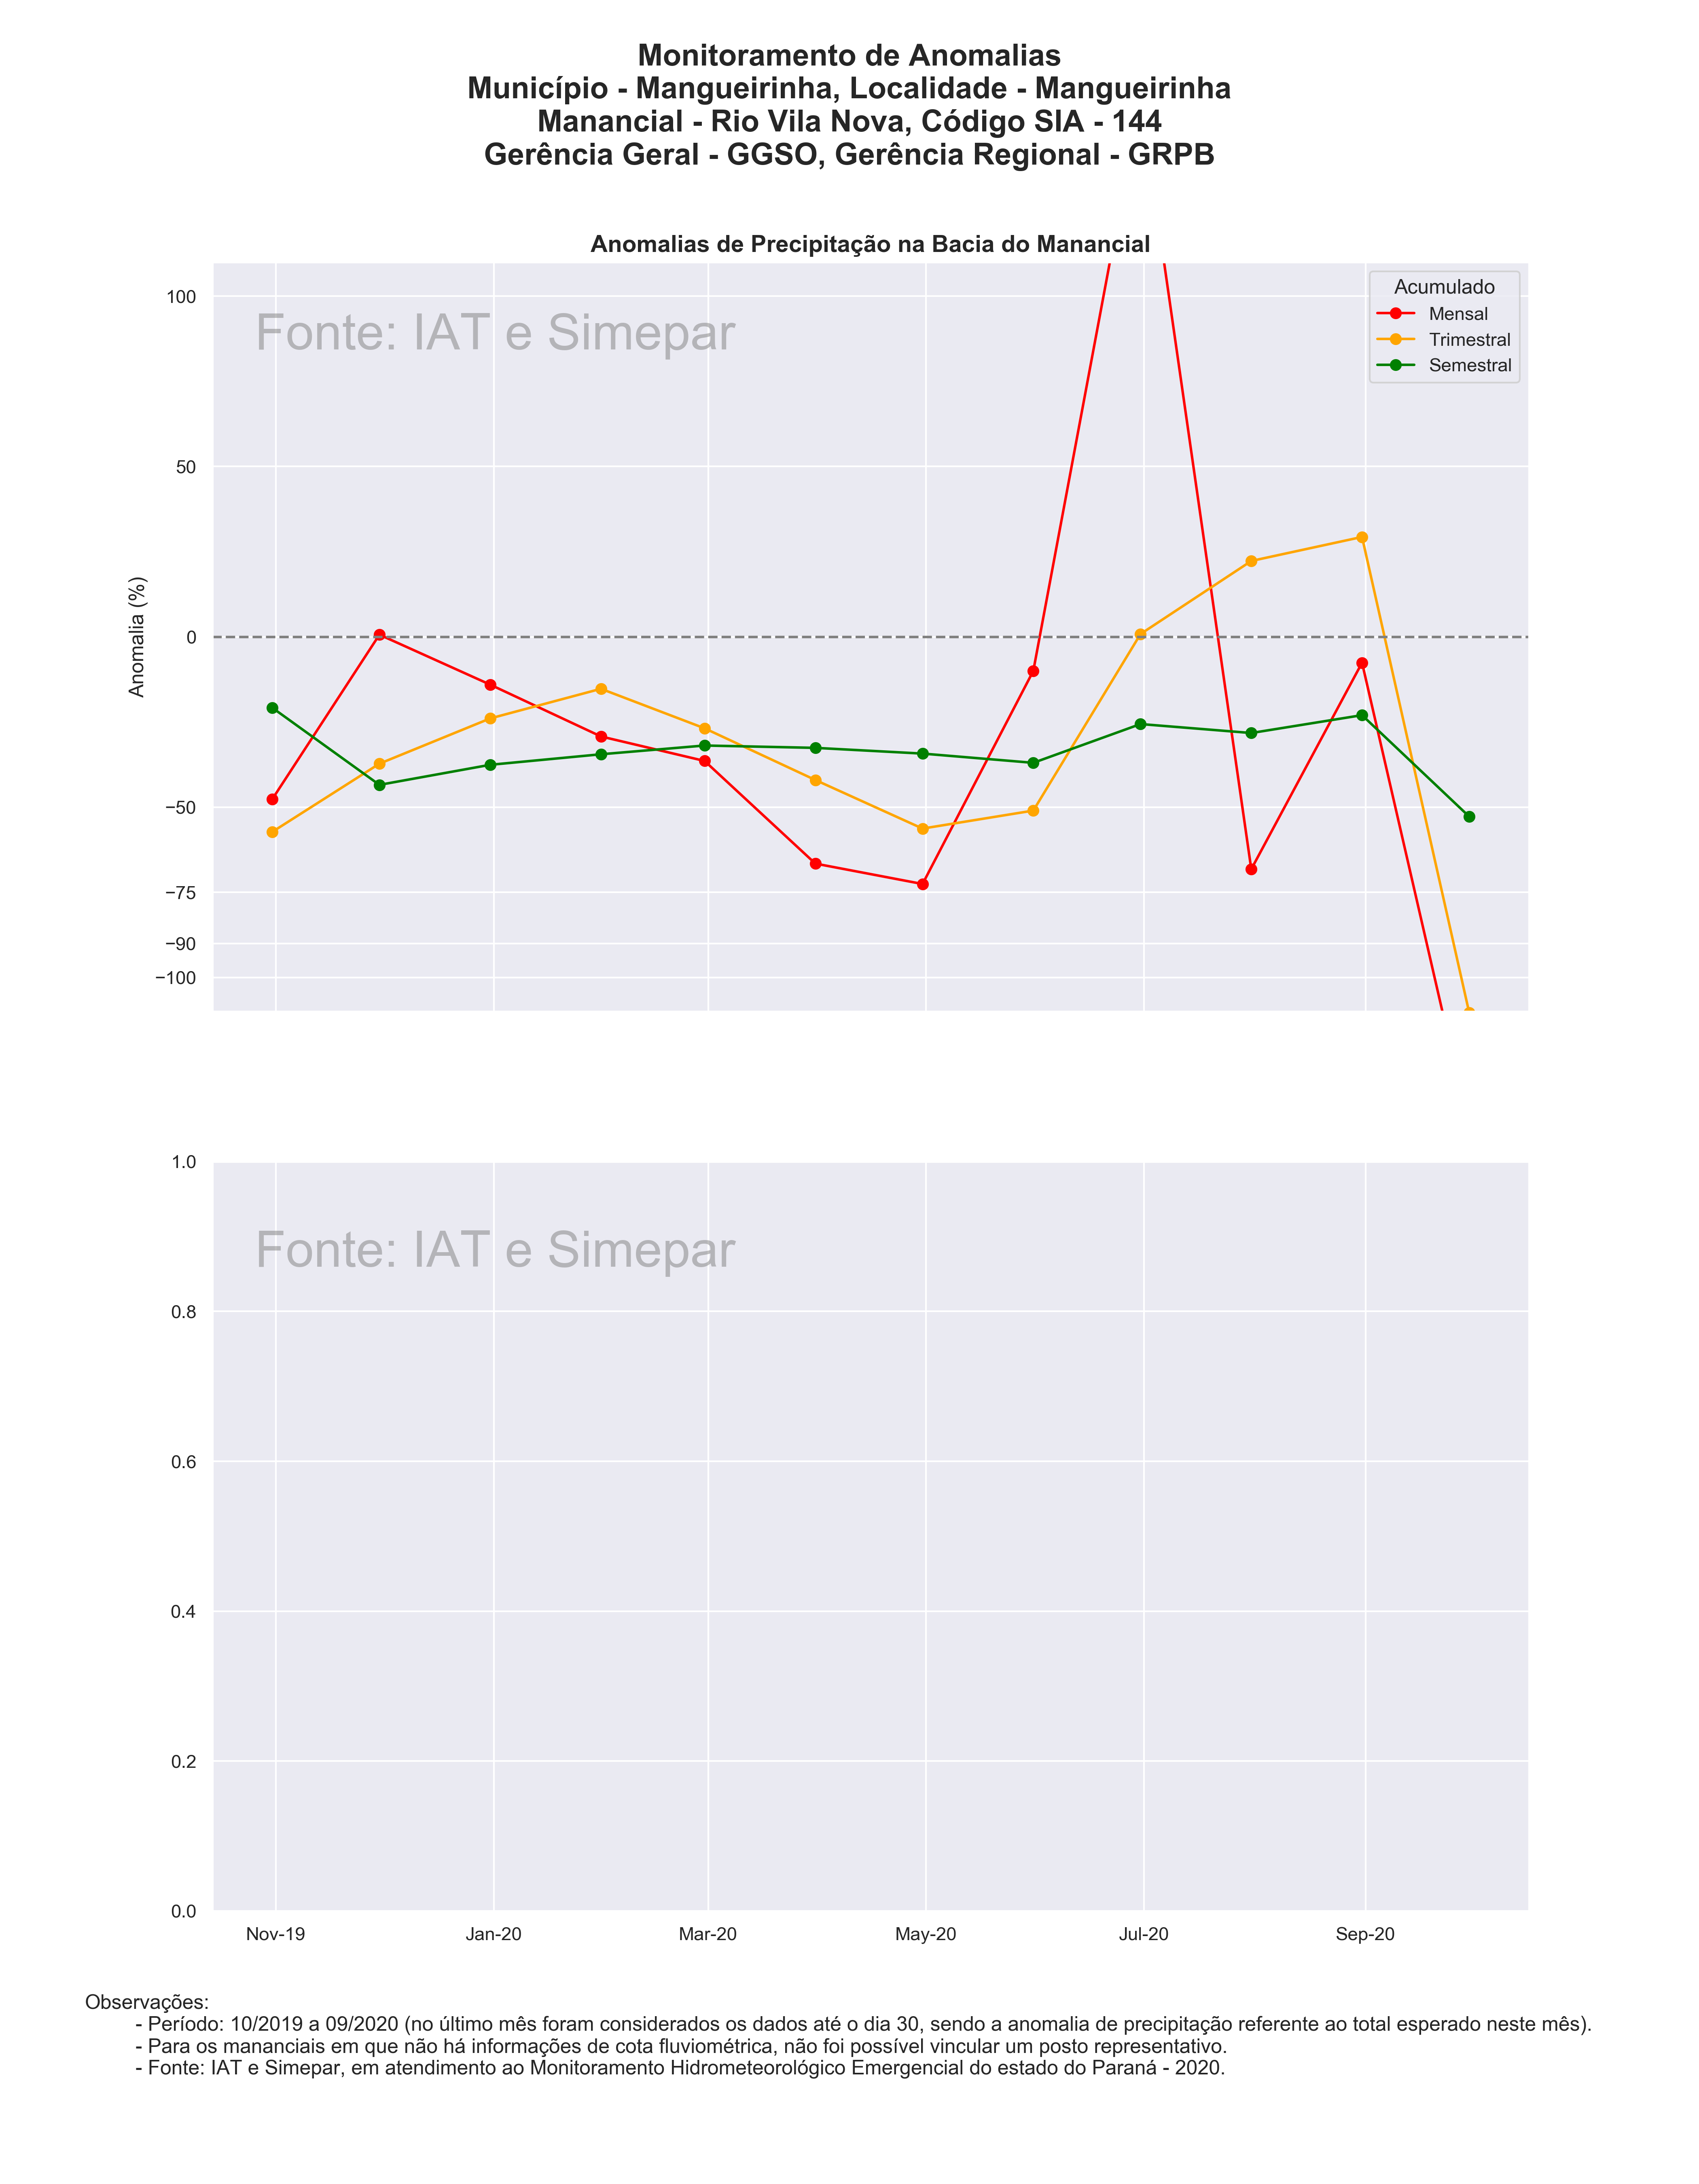 Monitoramento de Anomalias
Município - Mangueirinha, Localidade - Mangueirinha
Manancial - Rio Vila Nova, Código SIA - 144
Gerência Geral - GGSO, Gerência Regional - GRPB
Anomalias de Precipitação na Bacia do Manancial
Fonte: IAT e Simepar
Acumulado
Mensal
Trimestral
Semestral
Anomalia (%)
100
50
0
−50
−75
−90
−100
Fonte: IAT e Simepar
1.0
0.8
0.6
0.4
0.2
0.0
Nov-19 Jan-20 Mar-20 May-20 Jul-20 Sep-20
Observações:
- Período: 10/2019 a 09/2020 (no último mês foram considerados os dados até o dia 30, sendo a anomalia de precipitação referente ao total esperado neste mês).
- Para os mananciais em que não há informações de cota fluviométrica, não foi possível vincular um posto representativo.
- Fonte: IAT e Simepar, em atendimento ao Monitoramento Hidrometeorológico Emergencial do estado do Paraná - 2020.